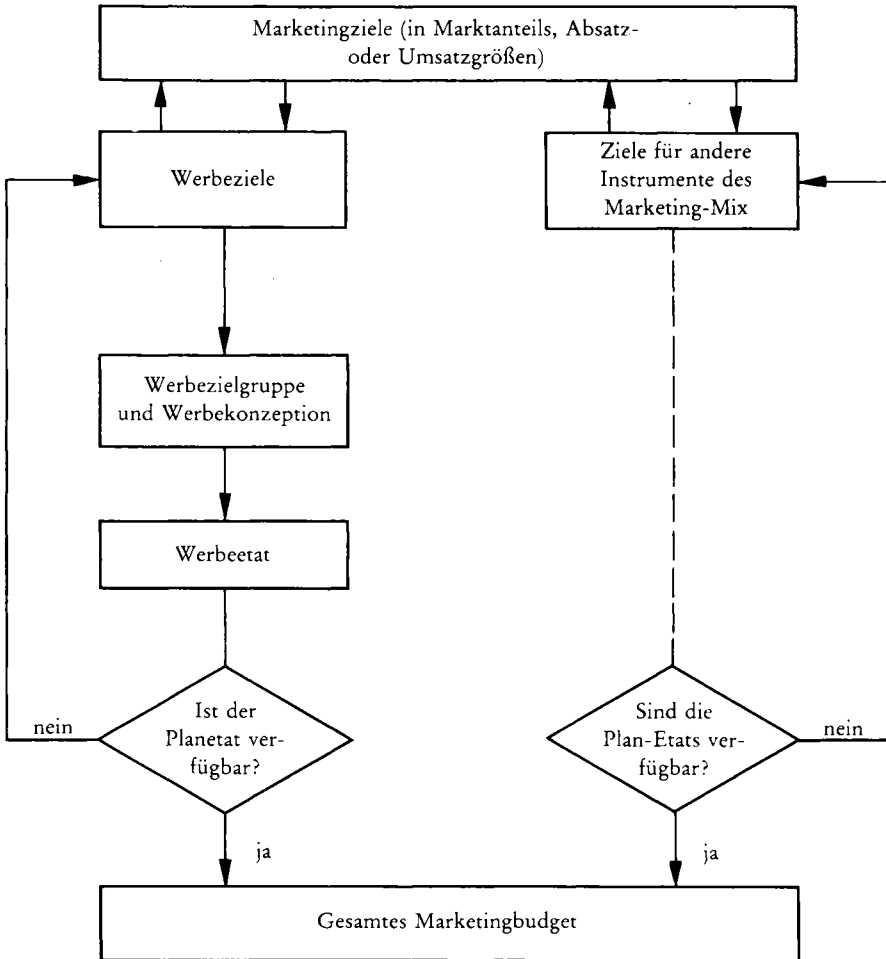 Marketingziele (in Marktanteils, Absatz-
oder Umsatzgrößen)
Werbeziele
Ziele für andere
Instrumente des
Marketing-Mix
Werbezielgruppe
und Werbekonzeption
Werbeetat
Ist der
Planetat ver-
fügbar?
nein
Sind die
Plan-Etats ver-
fügbar?
nein
ja
ja
Gesamtes Marketingbudget